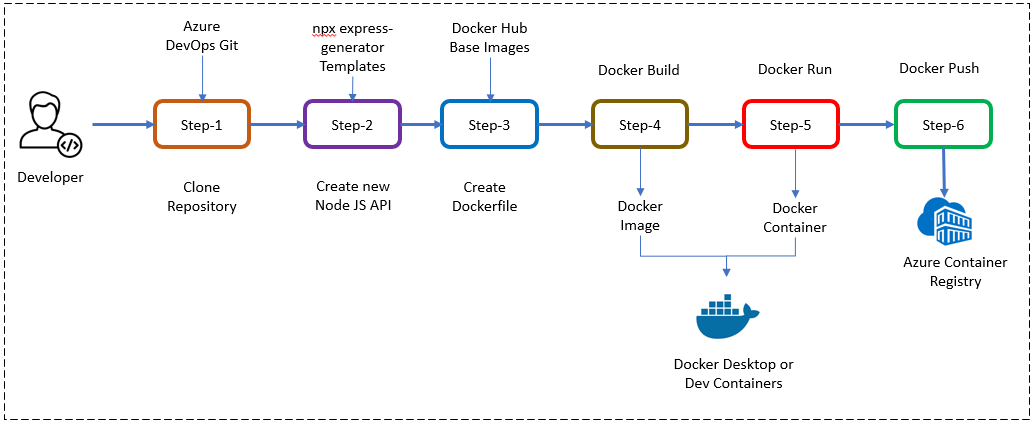 Azure
DevOps Git
npx express-
generator
Templates
Docker Hub
Base Images
Docker Build
Docker Run
Docker Push
Step-1
Step-2
Step-3
Step-4
Step-5
Step-6
</>
Developer
Clone
Repository
Create new
Node JS API
Create
Dockerfile
Docker
Image
Docker
Container
Azure Container
Registry
Docker Desktop or
Dev Containers